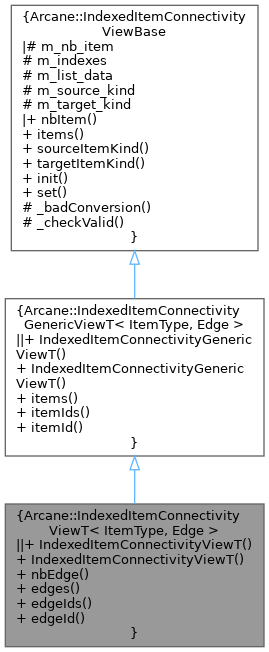 {Arcane::IndexedItemConnectivity
ViewBase
|# m_nb_item
# m_indexes
# m_list_data
# m_source_kind
# m_target_kind
|+ nbItem()
+ items()
+ sourceItemKind()
+ targetItemKind()
+ init()
+ set()
# _badConversion()
# _checkValid()
}
{Arcane::IndexedItemConnectivity
GenericViewT< ItemType, Edge >
||+ IndexedItemConnectivityGeneric
ViewT()
+ IndexedItemConnectivityGeneric
ViewT()
+ items()
+ itemIds()
+ itemId()
}
{Arcane::IndexedItemConnectivity
ViewT< ItemType, Edge >
||+ IndexedItemConnectivityViewT()
+ IndexedItemConnectivityViewT()
+ nbEdge()
+ edges()
+ edgeIds()
+ edgeId()
}